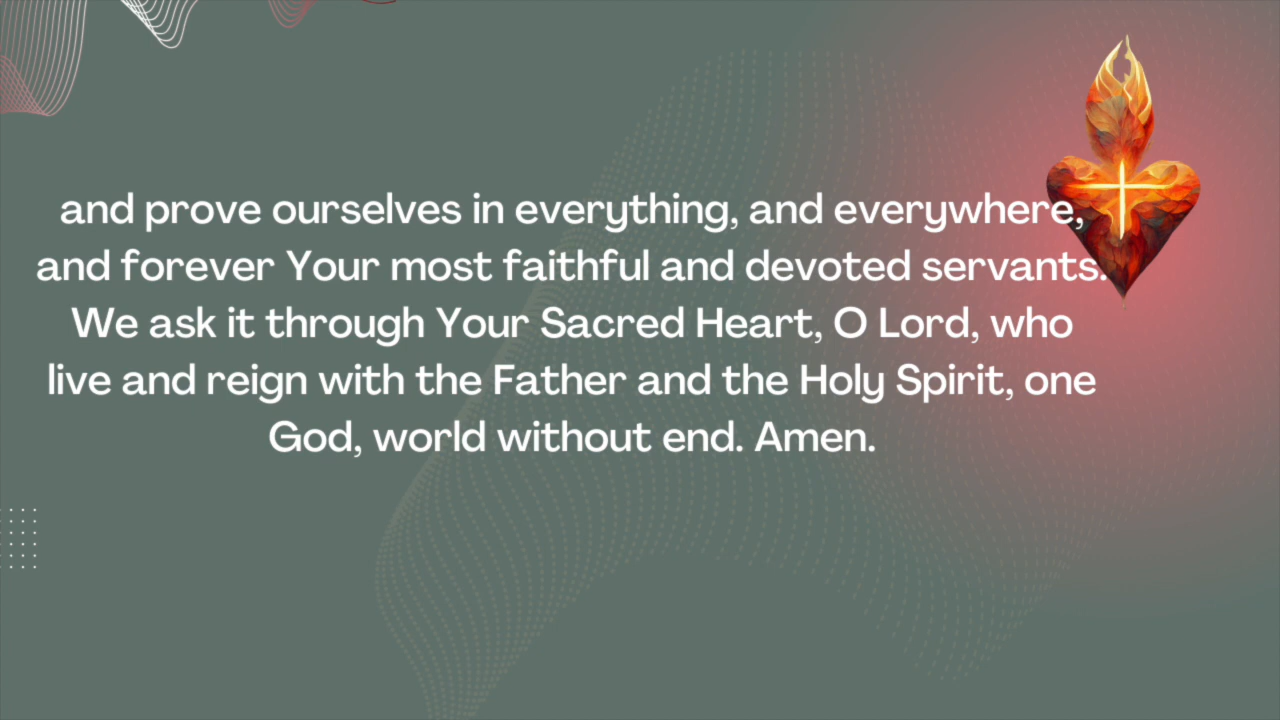 and prove ourselves in everything, and everywhere,
and forever Your most faithful and devoted servants.
We ask it through Your Sacred Heart, O Lord, who
live and reign with the Father and the Holy Spirit, one
God, world without end. Amen.